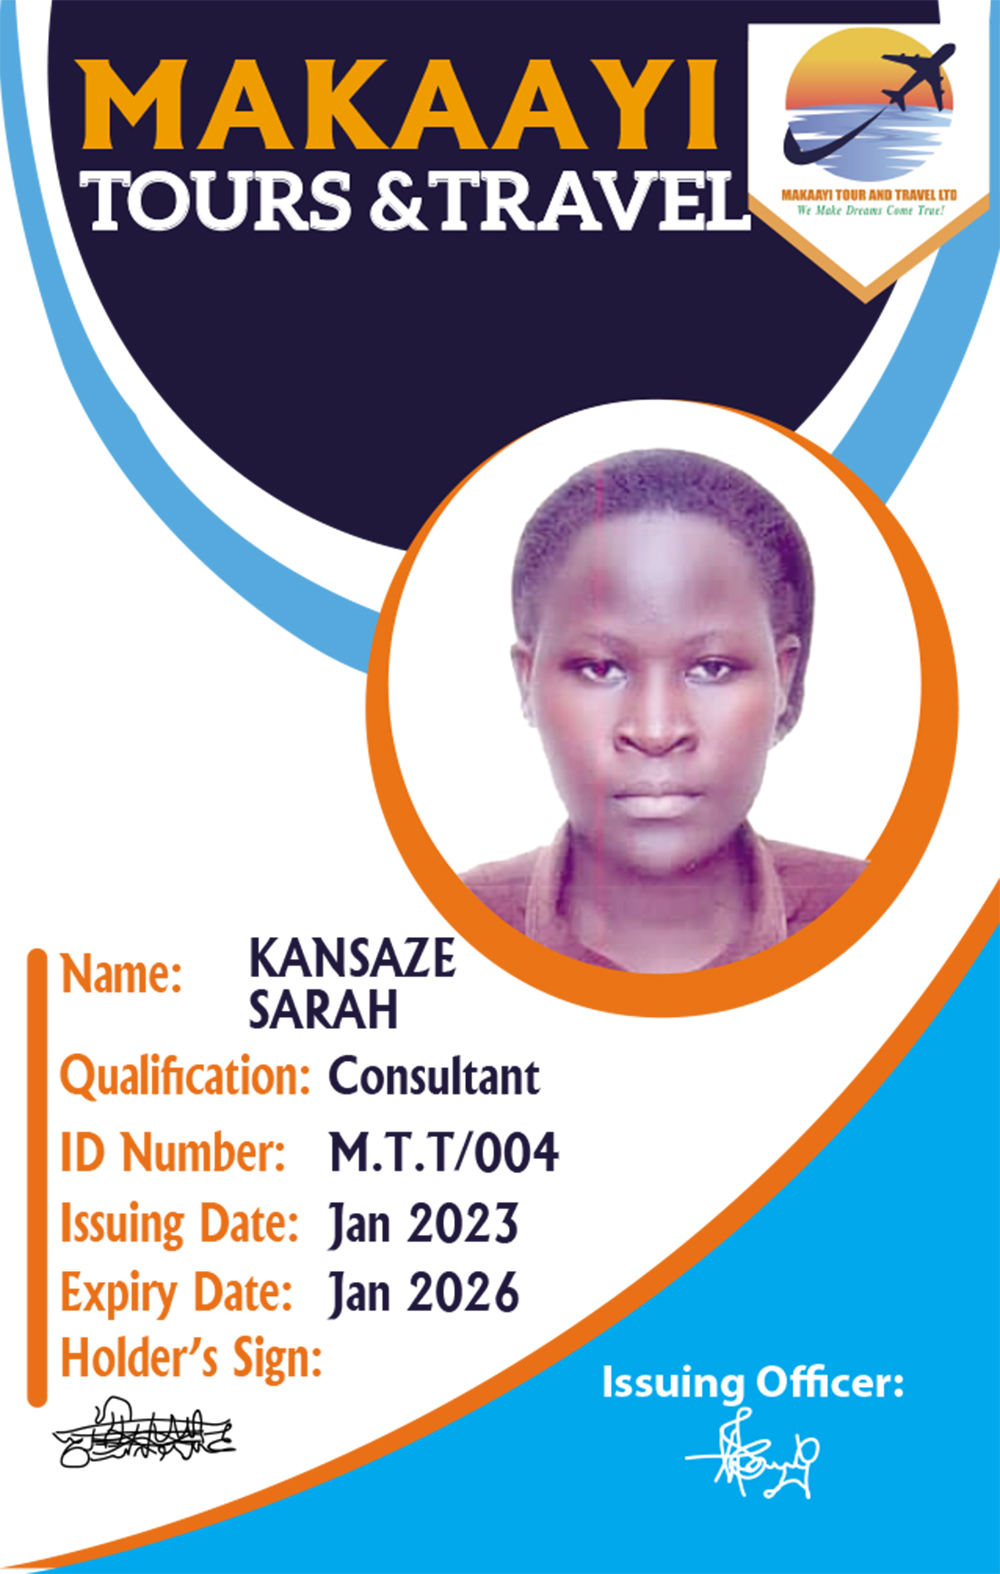 MAKAAYI
TOURS & TRAVEL
MAKAAYI TOUR AND TRAVEL LTD
We Make Dreams Come True!
Name: KANSAZE
SARAH
Qualification: Consultant
ID Number: M.T.T/004
Issuing Date: Jan 2023
Expiry Date: Jan 2026
Holder's Sign:
Issuing Officer: